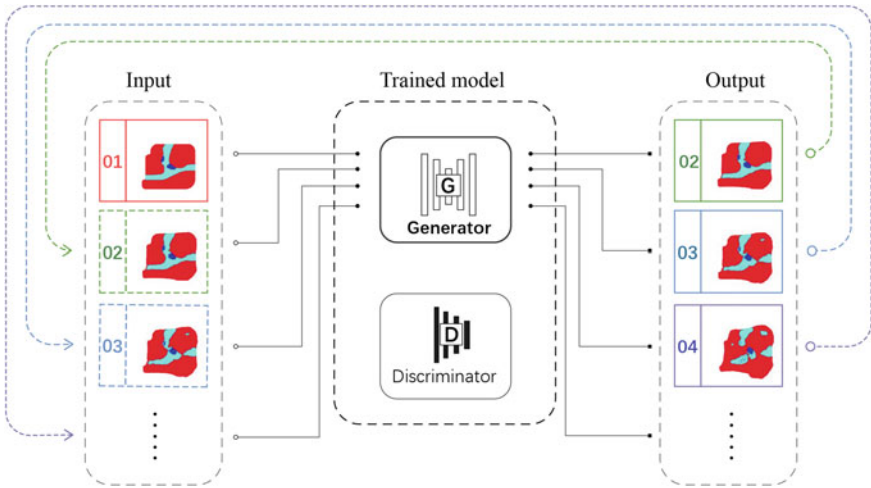 Input
Trained model
Output
01
02
03
G
Generator
D
Discriminator
02
03
04